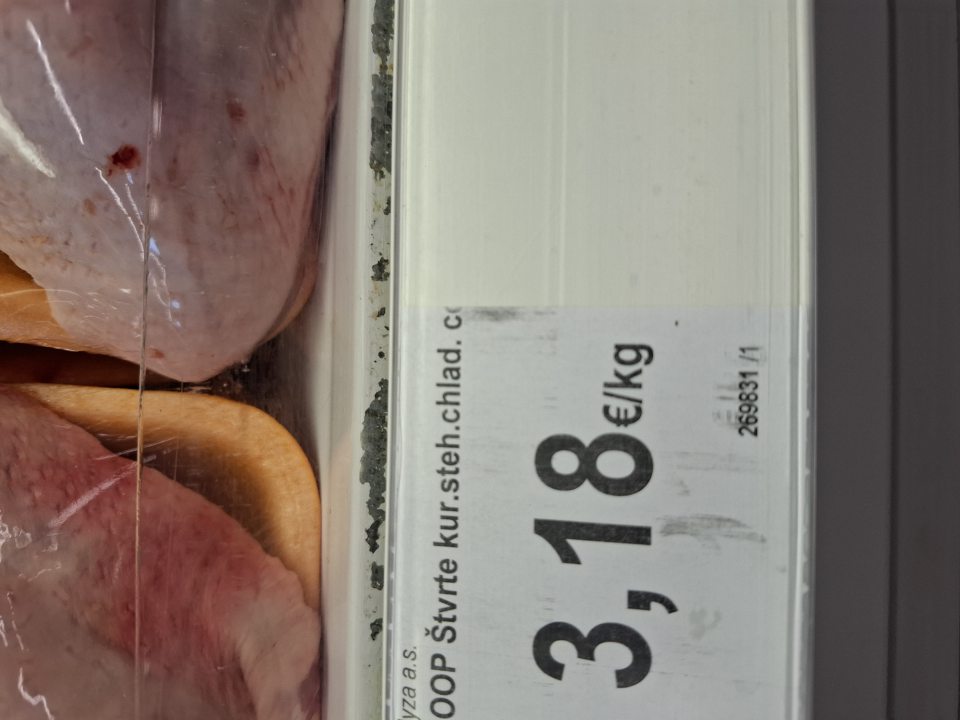 yza a.s.
OOP Štvrte kur.steh.chlad. c
3,18€/kg
269831 /1